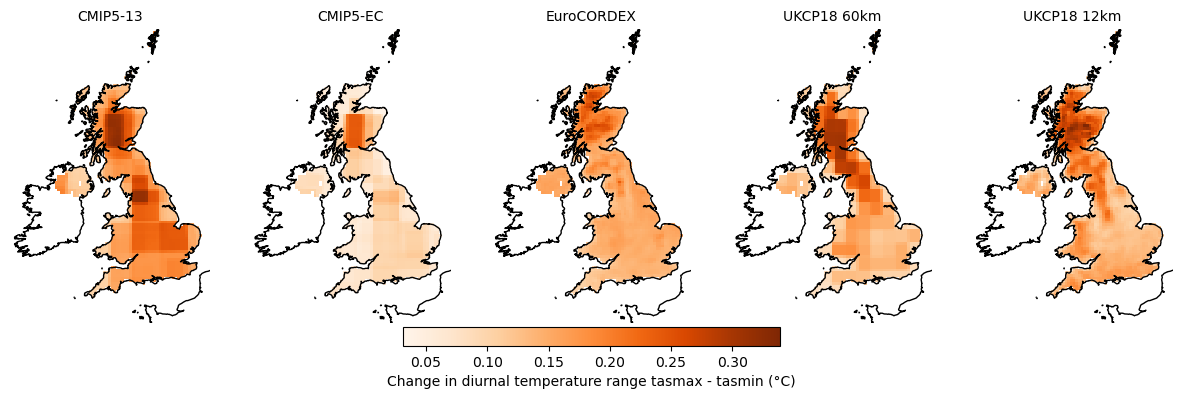 CMIP5-13
CMIP5-EC
EuroCORDEX
UKCP18 60km
UKCP18 12km
0.05
0.10
0.15
0.20
0.25
0.30
Change in diurnal temperature range tasmax - tasmin (°C)